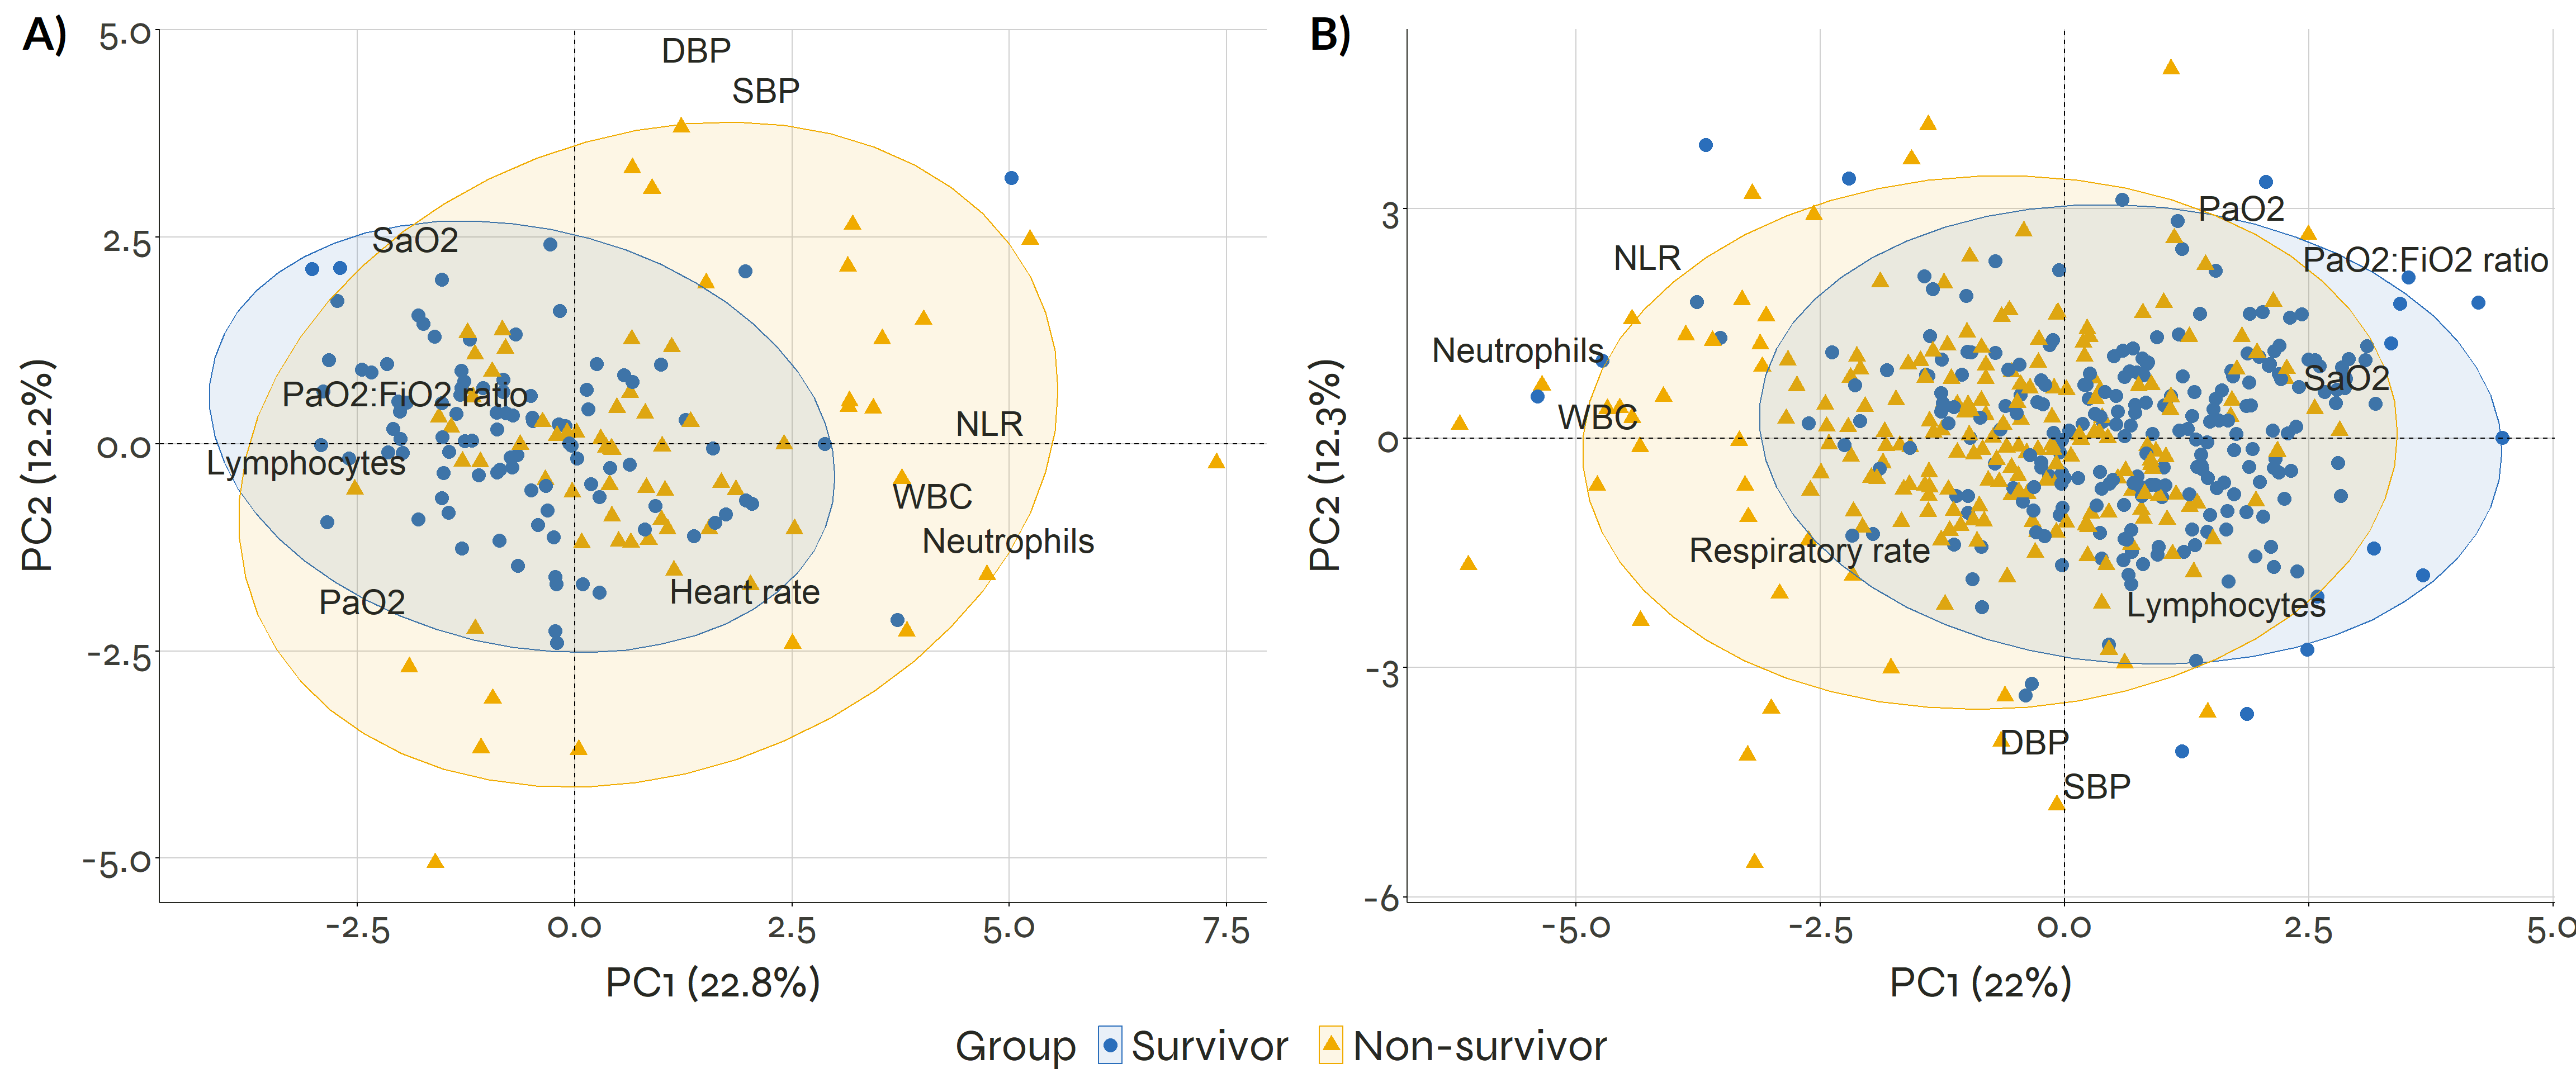 A)
B)
5.0
2.5
0.0
-2.5
-5.0
PC2 (12.2%)
DBP
SBP
SaO2
PaO2:FiO2 ratio
NLR
Lymphocytes
WBC
Neutrophils
Heart rate
PaO2
-2.5 0.0 2.5 5.0 7.5
PC1 (22.8%)
3
0
-3
-6
PC2 (12.3%)
PaO2
NLR
PaO2:FiO2 ratio
Neutrophils
SaO2
WBC
Respiratory rate
Lymphocytes
DBP
SBP
-5.0 -2.5 0.0 2.5 5.0
PC1 (22%)
Group Survivor Non-survivor